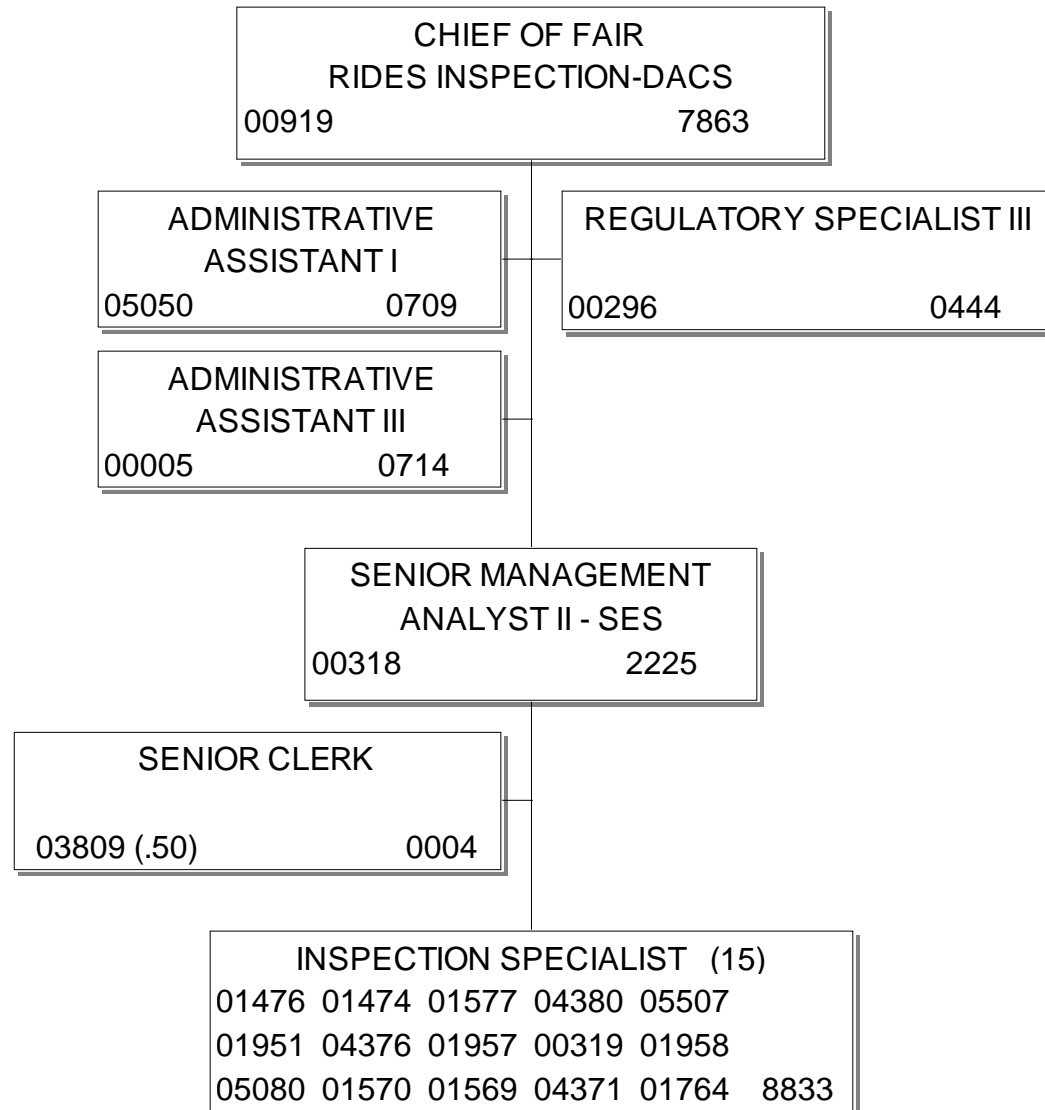 CHIEF OF FAIR
RIDES INSPECTION-DACS
00919 7863
ADMINISTRATIVE
ASSISTANT I
05050 0709
REGULATORY SPECIALIST III
00296 0444
ADMINISTRATIVE
ASSISTANT III
00005 0714
SENIOR MANAGEMENT
ANALYST II - SES
00318 2225
SENIOR CLERK
03809 (.50) 0004
INSPECTION SPECIALIST (15)
01476 01474 01577 04380 05507
01951 04376 01957 00319 01958
05080 01570 01569 04371 01764 8833